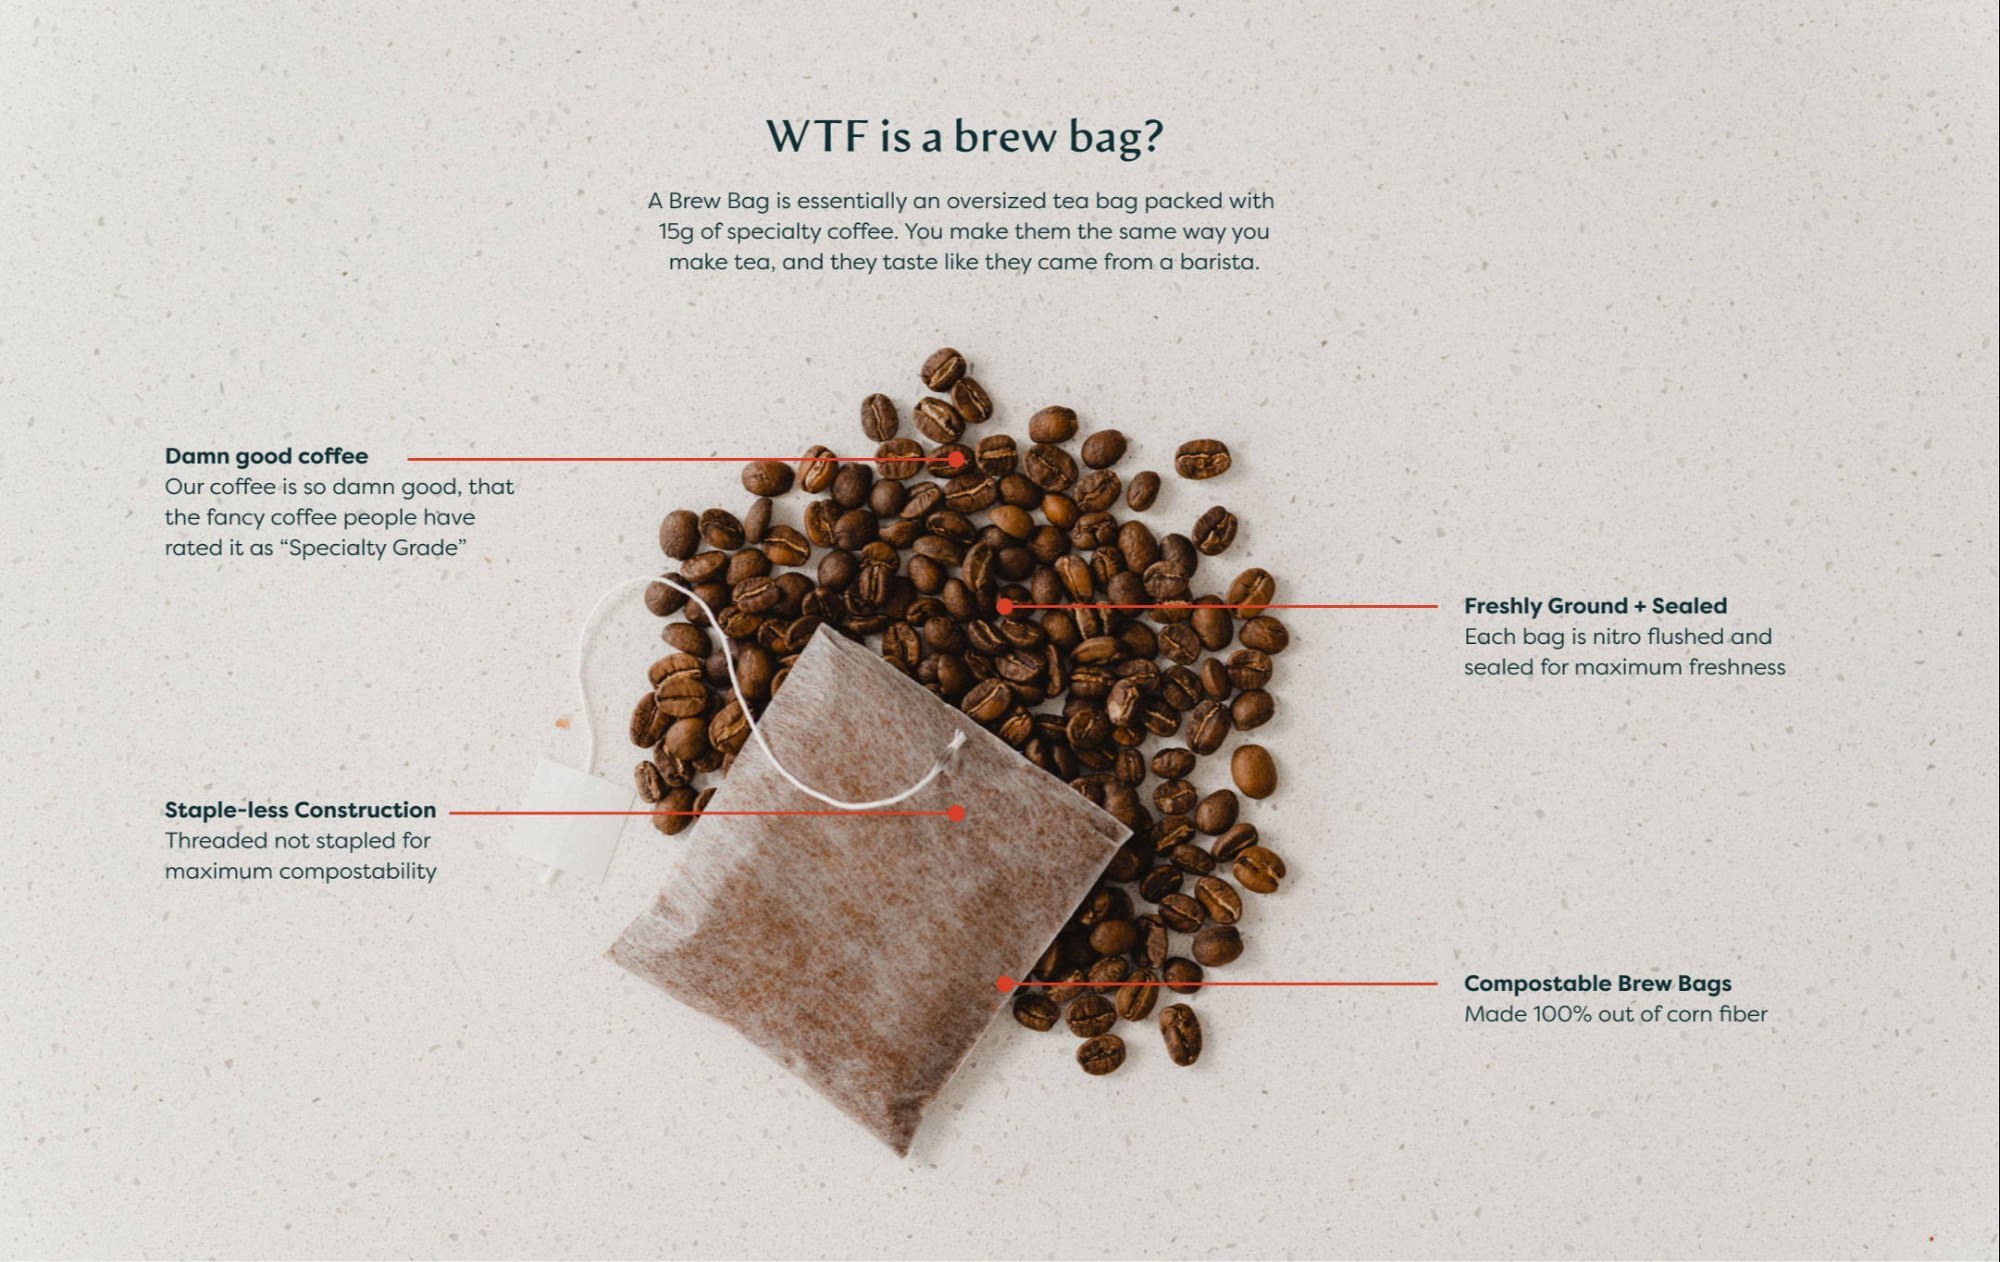 WTF is a brew bag?
A Brew Bag is essentially an oversized tea bag packed with
15g of specialty coffee. You make them the same way you
make tea, and they taste like they came from a barista.
Damn good coffee
Our coffee is so damn good, that
the fancy coffee people have
rated it as “Specialty Grade”
Freshly Ground + Sealed
Each bag is nitro flushed and
sealed for maximum freshness
Staple-less Construction
Threaded not stapled for
maximum compostability
Compostable Brew Bags
Made 100% out of corn fiber